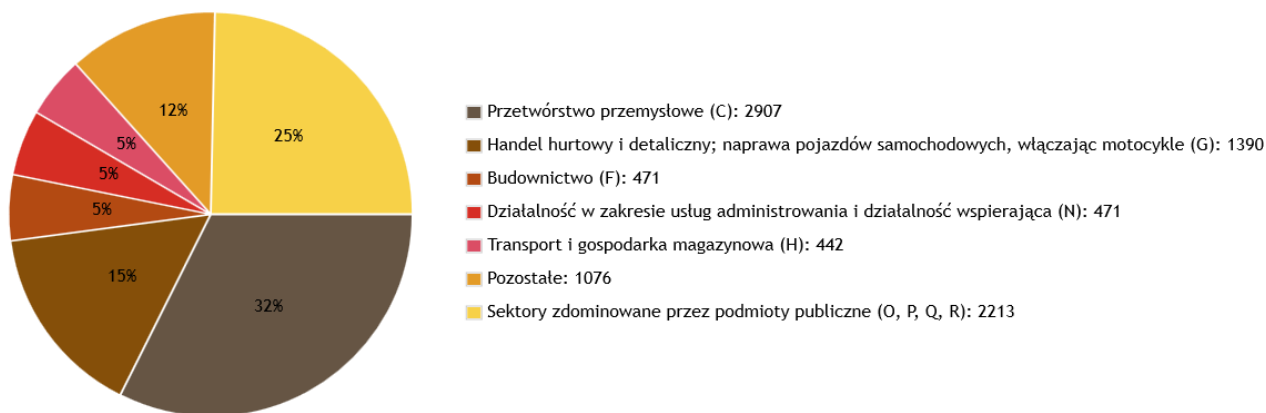 12%
25%
5%
5%
5%
15%
32%
Przetwórstwo przemysłowe (C): 2907
Handel hurtowy i detaliczny; naprawa pojazdów samochodowych, włączając motocykle (G): 1390
Budownictwo (F): 471
Działalność w zakresie usług administrowania i działalność wspierająca (N): 471
Transport i gospodarka magazynowa (H): 442
Pozostałe: 1076
Sektory zdominowane przez podmioty publiczne (O, P, Q, R): 2213